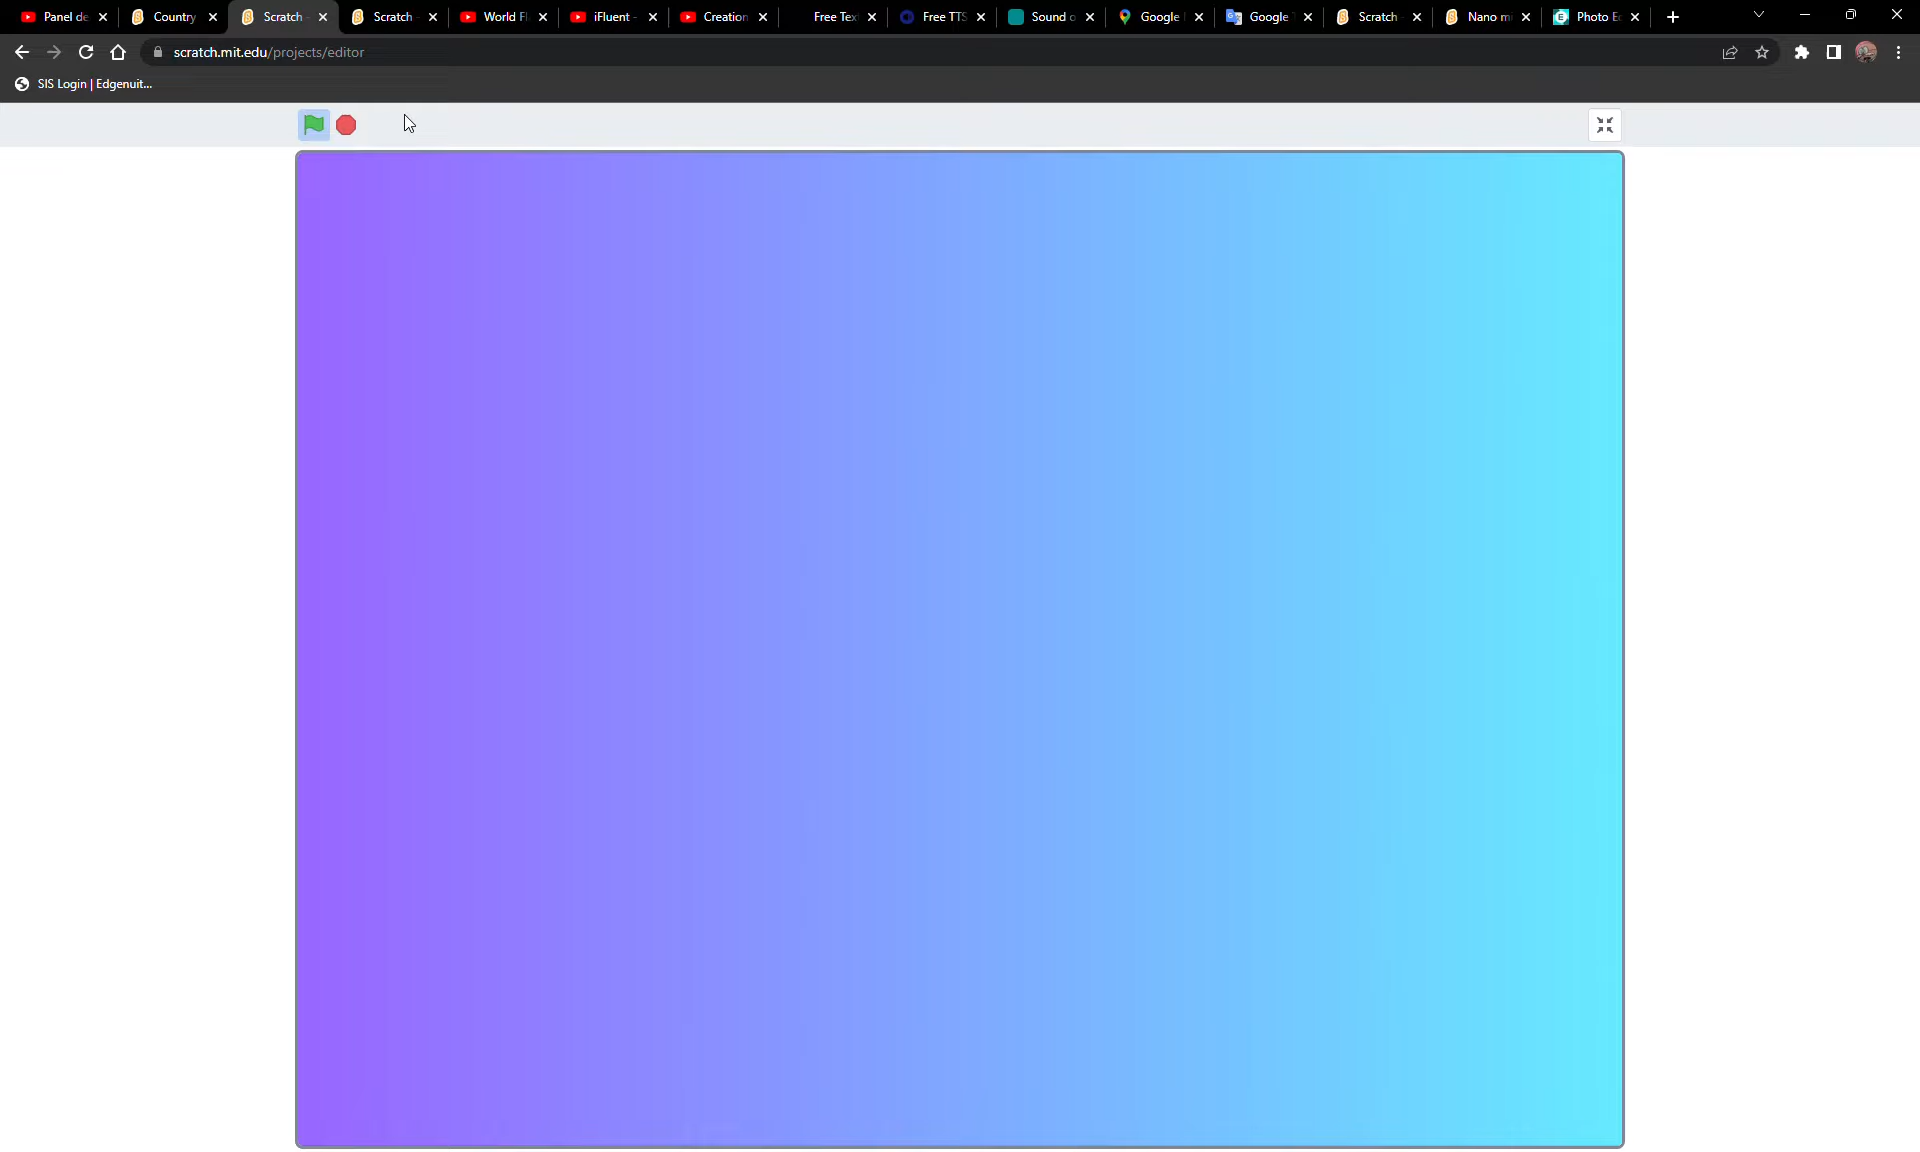 Panel de
Country
Scratch -
Scratch -
World Fl
iFluent -
Creation
Free Tex
Free TTS
Sound o
Google
Google T
Scratch -
Nano m
Photo Ec
scratch.mit.edu/projects/editor
SIS Login | Edgenuit...